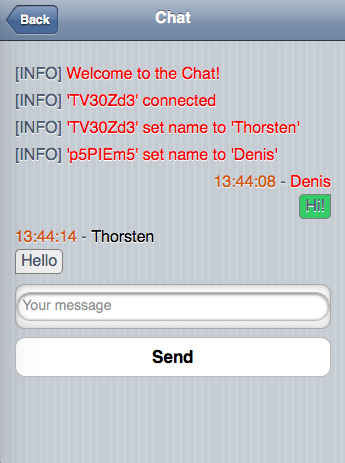 Back
Chat
[INFO] Welcome to the Chat!
[INFO] 'TV30Zd3' connected
[INFO] 'TV30Zd3' set name to 'Thorsten'
[INFO] 'p5PIEm5' set name to 'Denis'
13:44:08 - Denis
Hi!
13:44:14 - Thorsten
Hello
Your message
Send